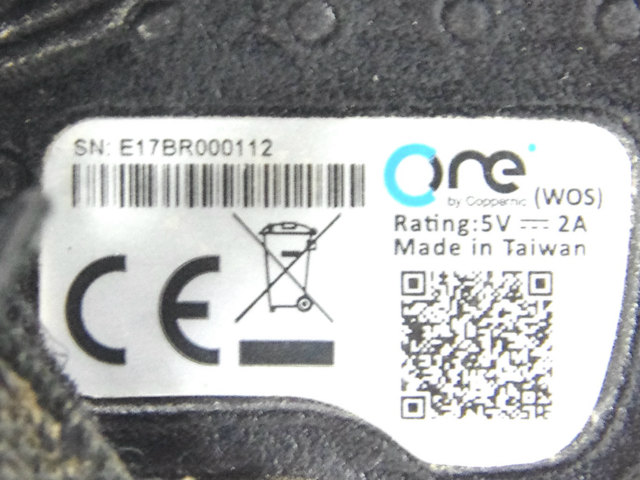 SN: E17BR000112
C-One
by Coppernic (WOS)
Rating:5V ⎓ 2A
Made in Taiwan
CE